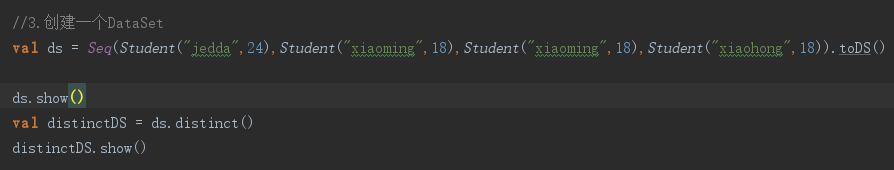 //3.创建一个DataSet
val ds = Seq(Student("jedda",24),Student("xiaoming",18),Student("xiaoming",18),Student("xiaohong",18)).toDS()
ds.show()
val distinctDS = ds.distinct()
distinctDS.show()